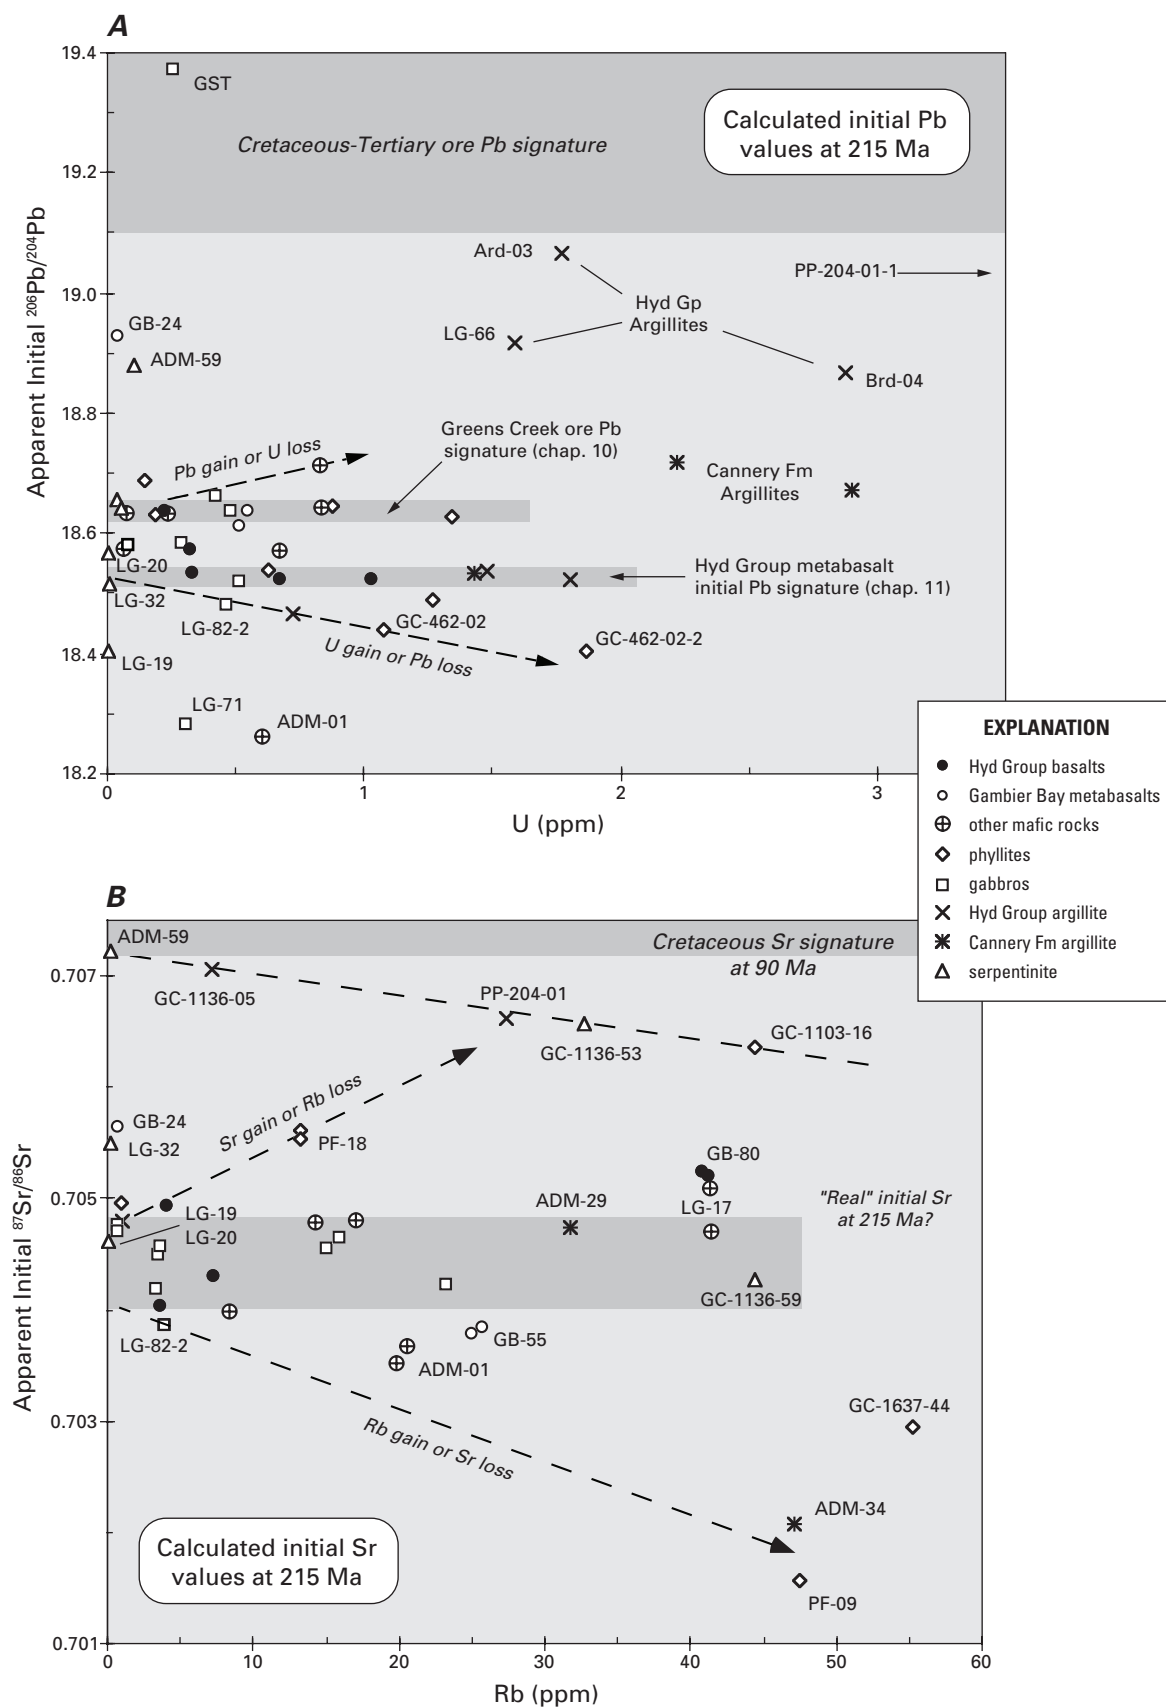 A
19.4
GST
Cretaceous-Tertiary ore Pb signature
Calculated initial Pb
values at 215 Ma
19.2
Ard-03
PP-204-01-1
19.0
Hyd Gp
Argillites
GB-24
LG-66
ADM-59
Brd-04
18.8
Greens Creek ore Pb
signature (chap. 10)
Pb gain or U loss
Cannery Fm
Argillites
18.6
LG-20
Hyd Group metabasalt
initial Pb signature (chap. 11)
LG-32
LG-82-2
GC-462-02
GC-462-02-2
U gain or Pb loss
18.4
LG-19
LG-71
ADM-01
18.2
0
1
2
3
U (ppm)
Apparent Initial 206Pb/204Pb
EXPLANATION
Hyd Group basalts
Gambier Bay metabasalts
other mafic rocks
phyllites
gabbros
Hyd Group argillite
Cannery Fm argillite
serpentinite
B
ADM-59
Cretaceous Sr signature
at 90 Ma
0.707
GC-1136-05
PP-204-01
GC-1136-53
GC-1103-16
Sr gain or Rb loss
GB-24
LG-32
PF-18
GB-80
0.705
LG-19
LG-20
ADM-29
LG-17
"Real" initial Sr
at 215 Ma?
GC-1136-59
LG-82-2
GB-55
ADM-01
GC-1637-44
0.703
Rb gain or Sr loss
ADM-34
Calculated initial Sr
values at 215 Ma
PF-09
0.701
0
10
20
30
40
50
60
Rb (ppm)
Apparent Initial 87Sr/86Sr